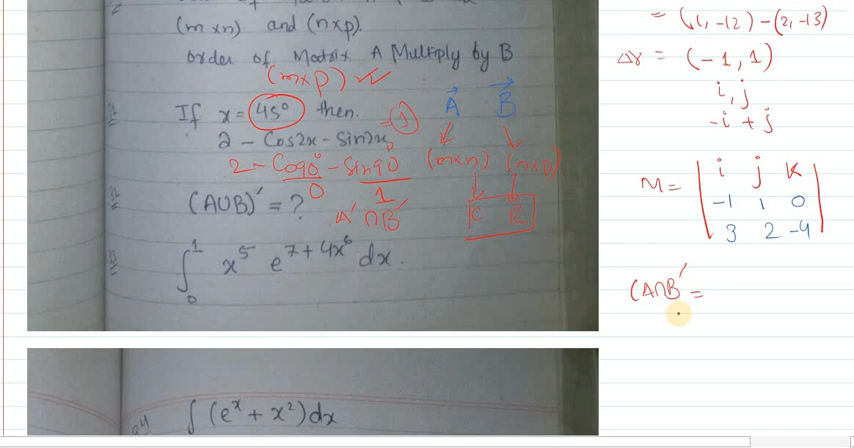 (m×n) and (n×p).
order of Matrix A Multiply by B
(m×p) ✓
If x = 45° then.
2 - Cos2x - Sin2x = 1
2 - Cos90° - Sin90°
0 1
A⃗ B⃗
(m×n) (n×p)
C R
(A∪B)′ = ?
A′∩B′
∫₀¹ x⁵ e^(7+4x⁶) dx.
∫(eˣ + x²)dx
= (1, -12) - (2, -13)
Δr = (-1, 1)
i, j
-i + j
M = | i j K |
| -1 1 0 |
| 3 2 -4 |
(A∩B′ =